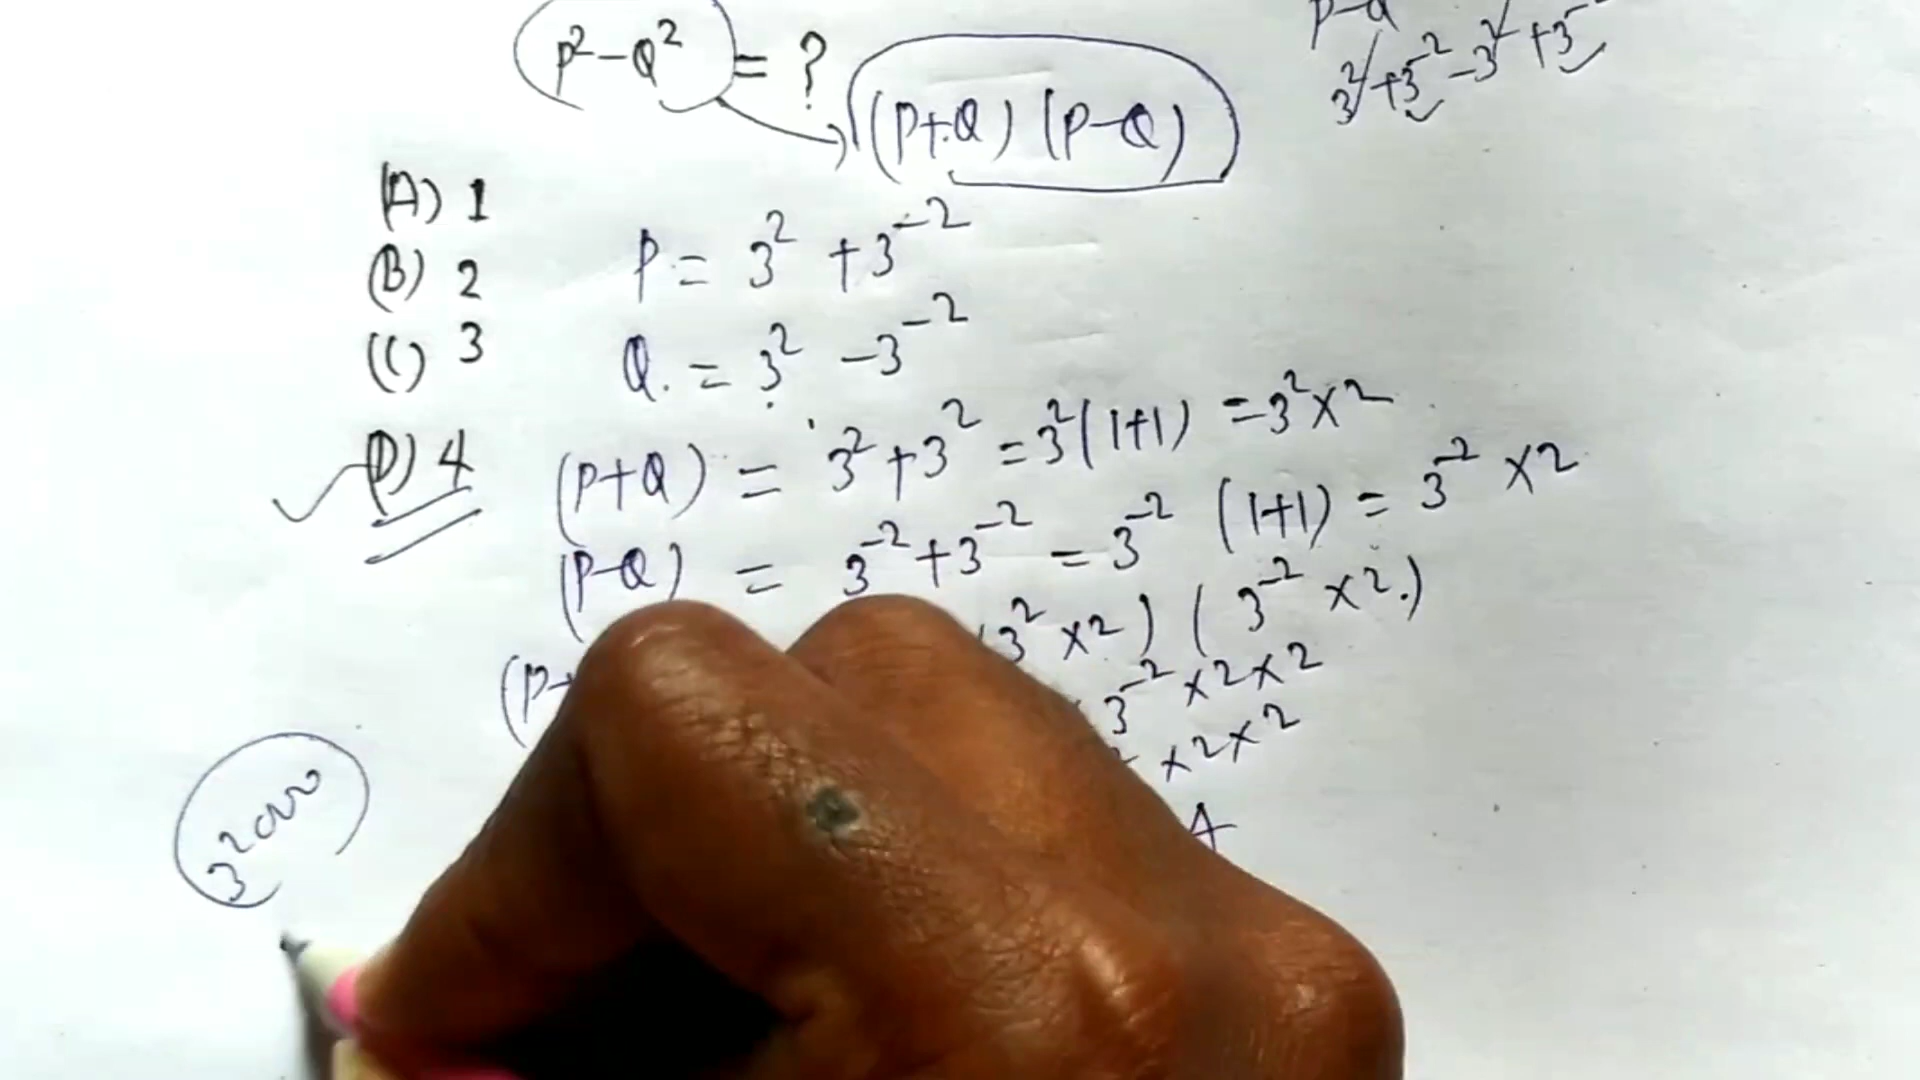 P² - Q² = ?
(P+Q) (P-Q)
P-Q
3² + 3⁻² - 3² + 3⁻²
(A) 1
(B) 2
(C) 3
(D) 4
P = 3² + 3⁻²
Q. = 3² - 3⁻²
(P+Q) = 3² + 3² = 3² (1+1) = 3² × 2
(P-Q) = 3⁻² + 3⁻² = 3⁻² (1+1) = 3⁻² × 2
(P+
3² × 2) ( 3⁻² × 2.)
3⁻² × 2 × 2
× 2 × 2
4